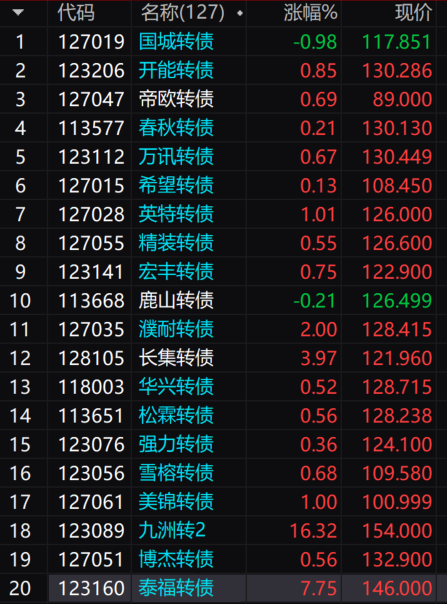 代码 名称(127) 涨幅% 现价
1 127019 国城转债 -0.98 117.851
2 123206 开能转债 0.85 130.286
3 127047 帝欧转债 0.69 89.000
4 113577 春秋转债 0.21 130.130
5 123112 万讯转债 0.67 130.449
6 127015 希望转债 0.13 108.450
7 127028 英特转债 1.01 126.000
8 127055 精装转债 0.55 126.600
9 123141 宏丰转债 0.75 122.900
10 113668 鹿山转债 -0.21 126.499
11 127035 濮耐转债 2.00 128.415
12 128105 长集转债 3.97 121.960
13 118003 华兴转债 0.52 128.715
14 113651 松霖转债 0.56 128.238
15 123076 强力转债 0.36 124.100
16 123056 雪榕转债 0.68 109.580
17 127061 美锦转债 1.00 100.999
18 123089 九洲转2 16.32 154.000
19 127051 博杰转债 0.56 132.900
20 123160 泰福转债 7.75 146.000